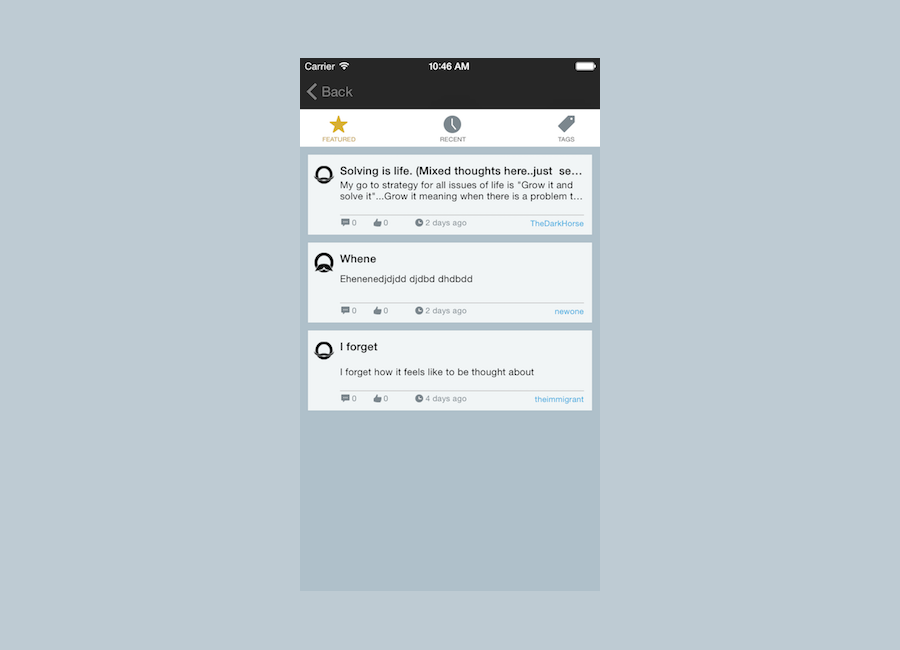 Carrier 10:46 AM
Back
FEATURED RECENT TAGS
Solving is life. (Mixed thoughts here..just se...
My go to strategy for all issues of life is "Grow it and
solve it"...Grow it meaning when there is a problem t...
0 0 2 days ago TheDarkHorse
Whene
Ehenenedjdjdd djdbd dhdbdd
0 0 2 days ago newone
I forget
I forget how it feels like to be thought about
0 0 4 days ago theimmigrant